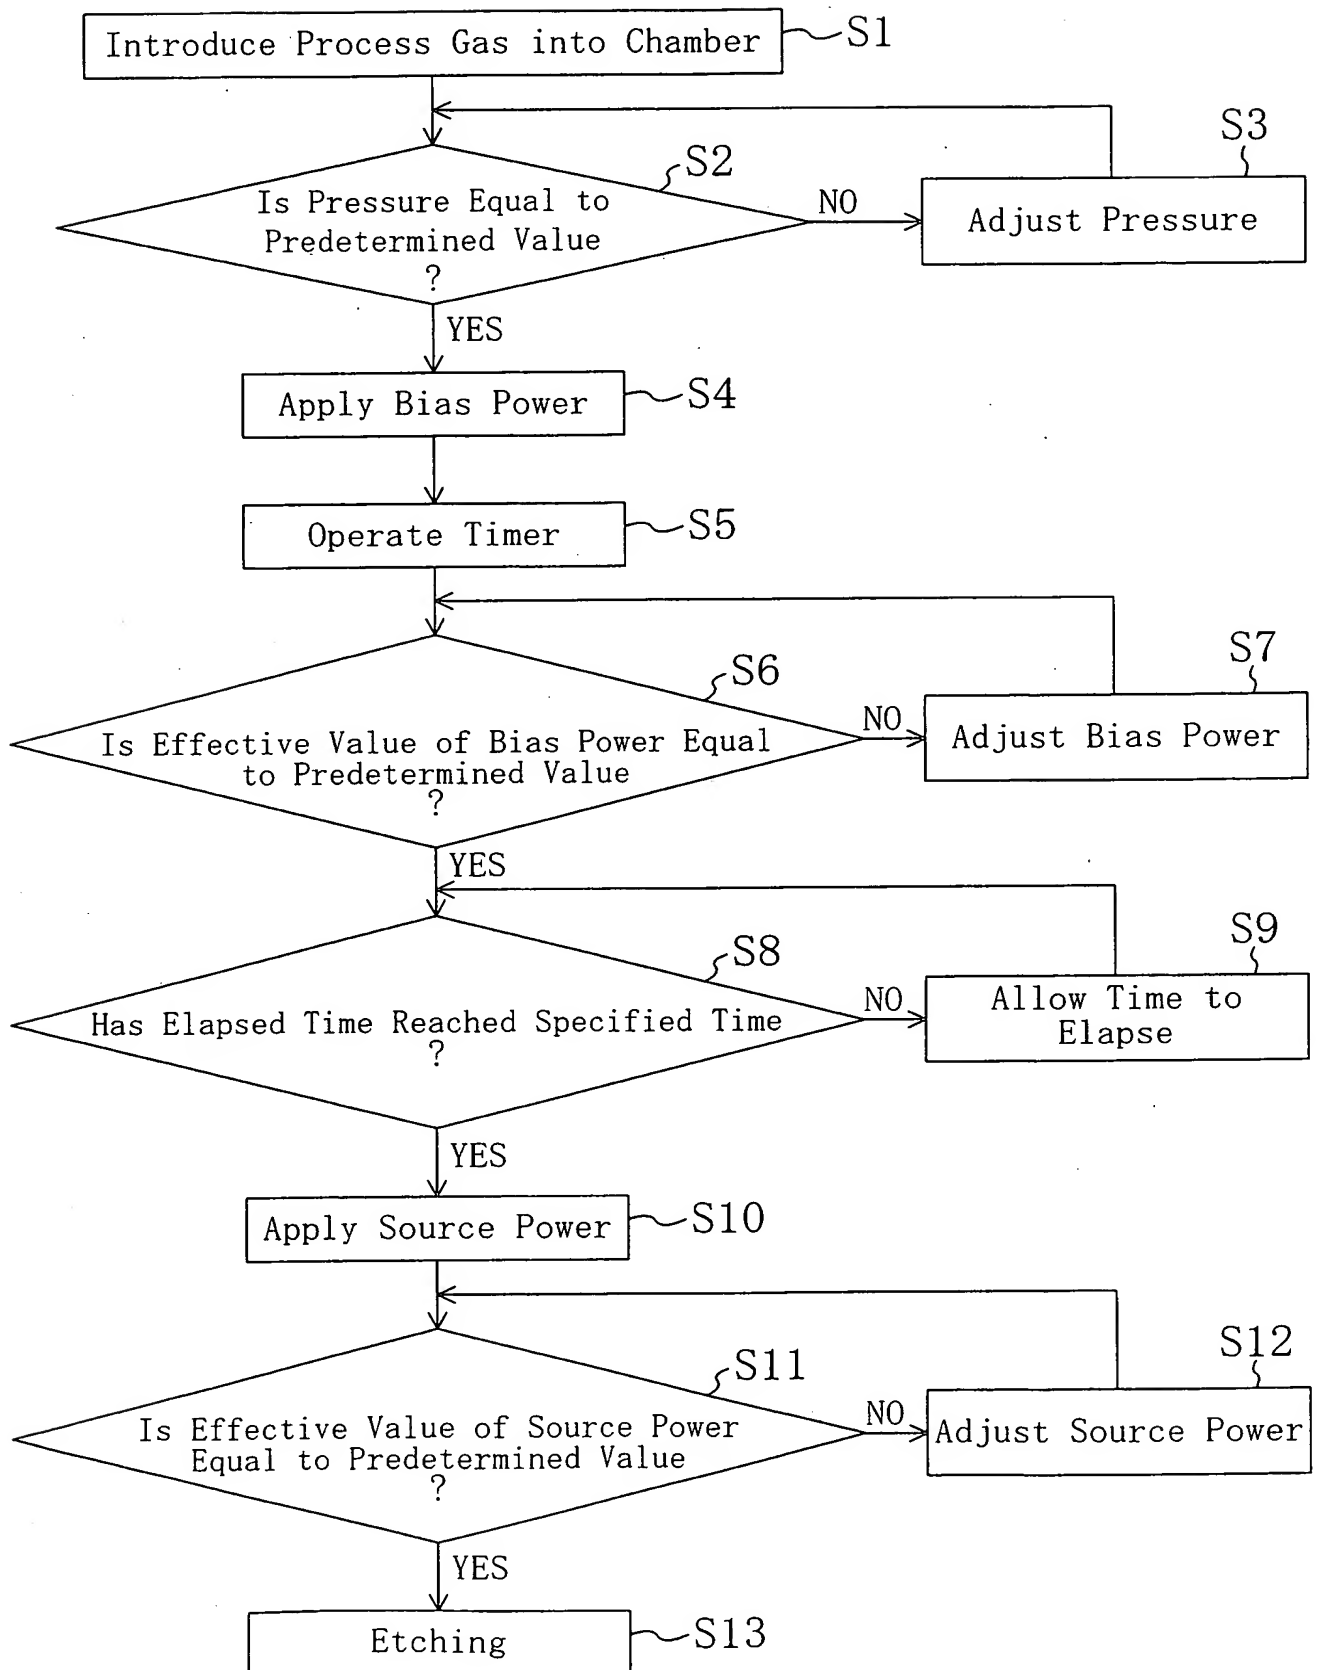 Introduce Process Gas into Chamber
S1
S2
Is Pressure Equal to
Predetermined Value
?
NO
S3
Adjust Pressure
YES
Apply Bias Power
S4
Operate Timer
S5
S6
Is Effective Value of Bias Power Equal
to Predetermined Value
?
NO
S7
Adjust Bias Power
YES
S8
Has Elapsed Time Reached Specified Time
?
NO
S9
Allow Time to
Elapse
YES
Apply Source Power
S10
S11
Is Effective Value of Source Power
Equal to Predetermined Value
?
NO
S12
Adjust Source Power
YES
Etching
S13